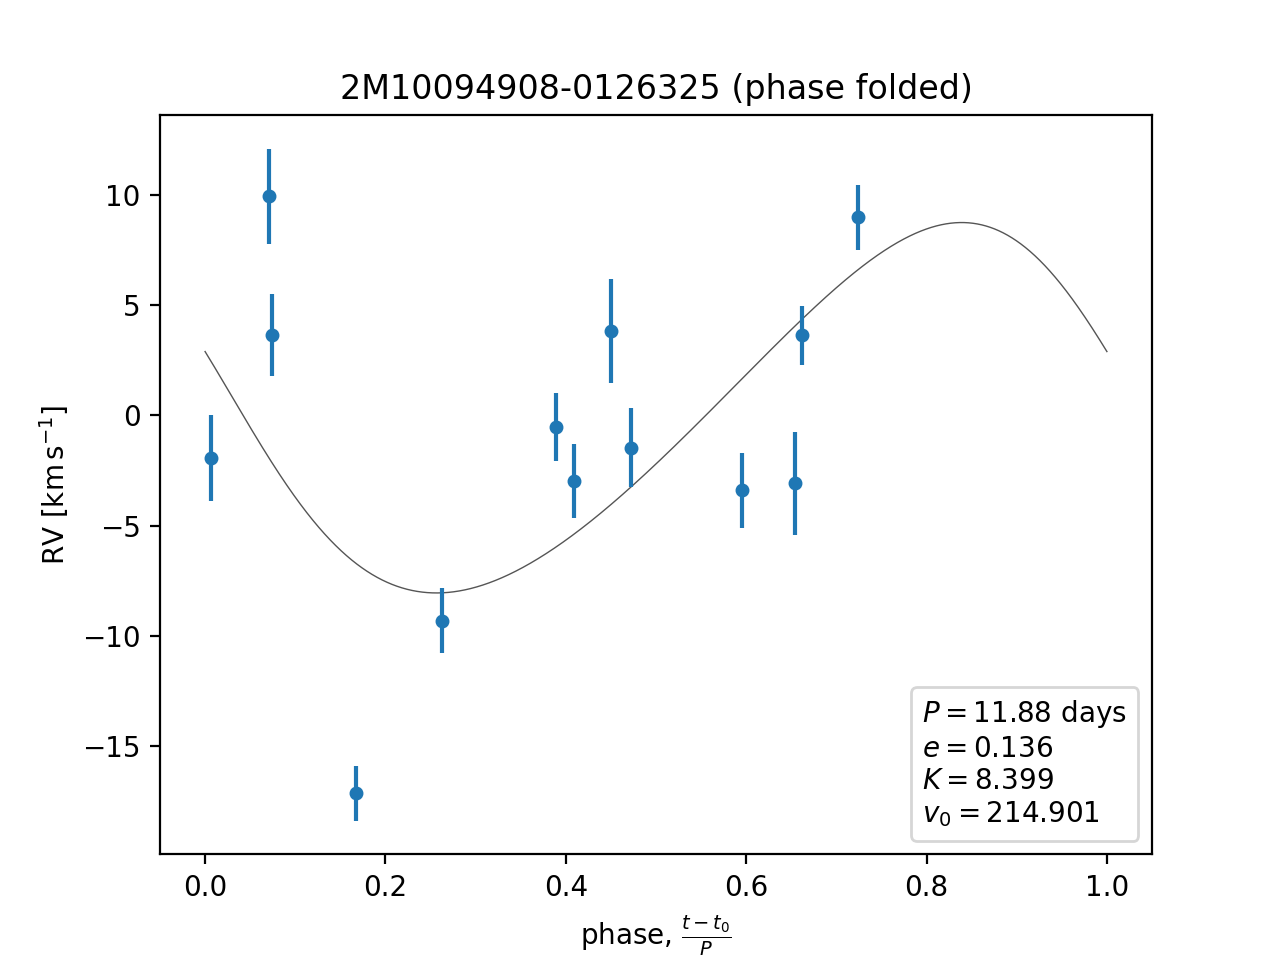 2M10094908-0126325 (phase folded)
RV [km s⁻¹]
10
5
0
−5
−10
−15
P = 11.88 days
e = 0.136
K = 8.399
v₀ = 214.901
0.0 0.2 0.4 0.6 0.8 1.0
phase, (t − t₀)/P